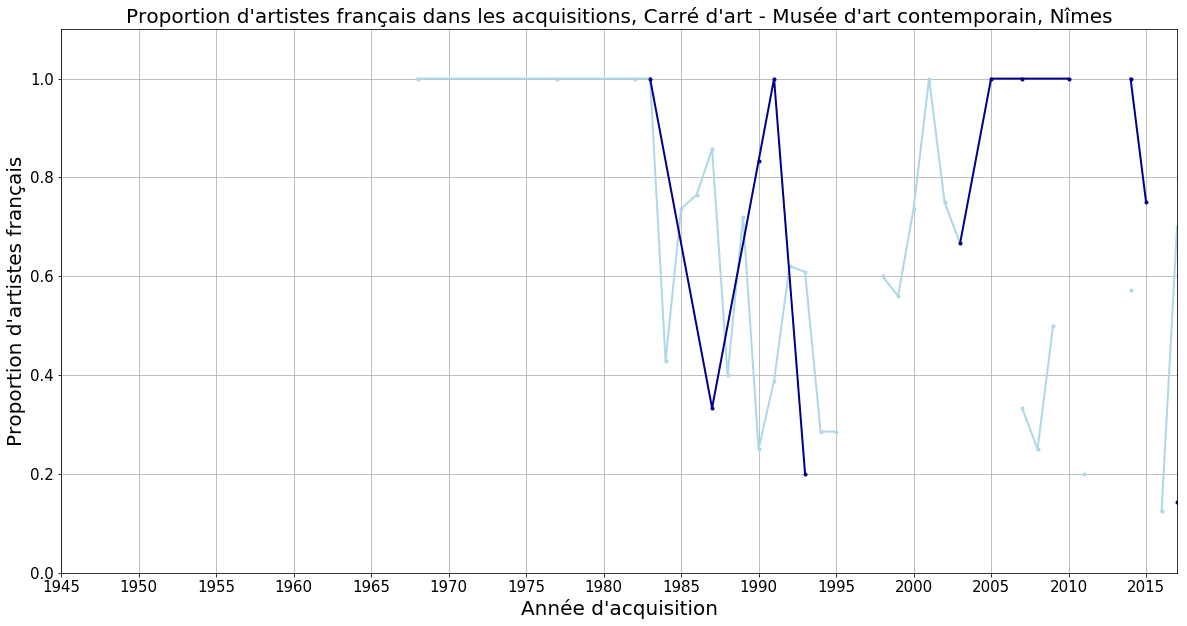 Proportion d'artistes français dans les acquisitions, Carré d'art - Musée d'art contemporain, Nîmes
Proportion d'artistes français
1.0
0.8
0.6
0.4
0.2
0.0
1945 1950 1955 1960 1965 1970 1975 1980 1985 1990 1995 2000 2005 2010 2015
Année d'acquisition